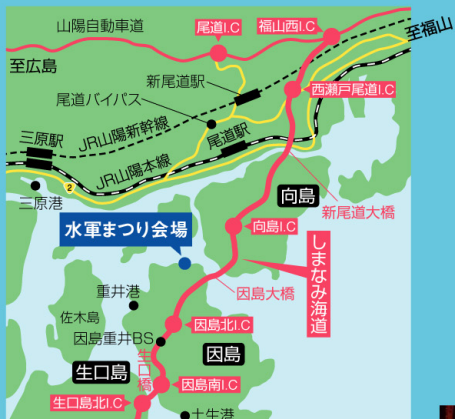 山陽自動車道
尾道I.C
福山西I.C
至福山
至広島
新尾道駅
西瀬戸尾道I.C
尾道バイパス
三原駅
JR山陽新幹線
尾道駅
JR山陽本線
2
三原港
向島
新尾道大橋
水軍まつり会場
向島I.C
しまなみ海道
因島大橋
重井港
佐木島
因島北I.C
因島重井BS
生口橋
因島
生口島
因島南I.C
生口島北I.C
土生港